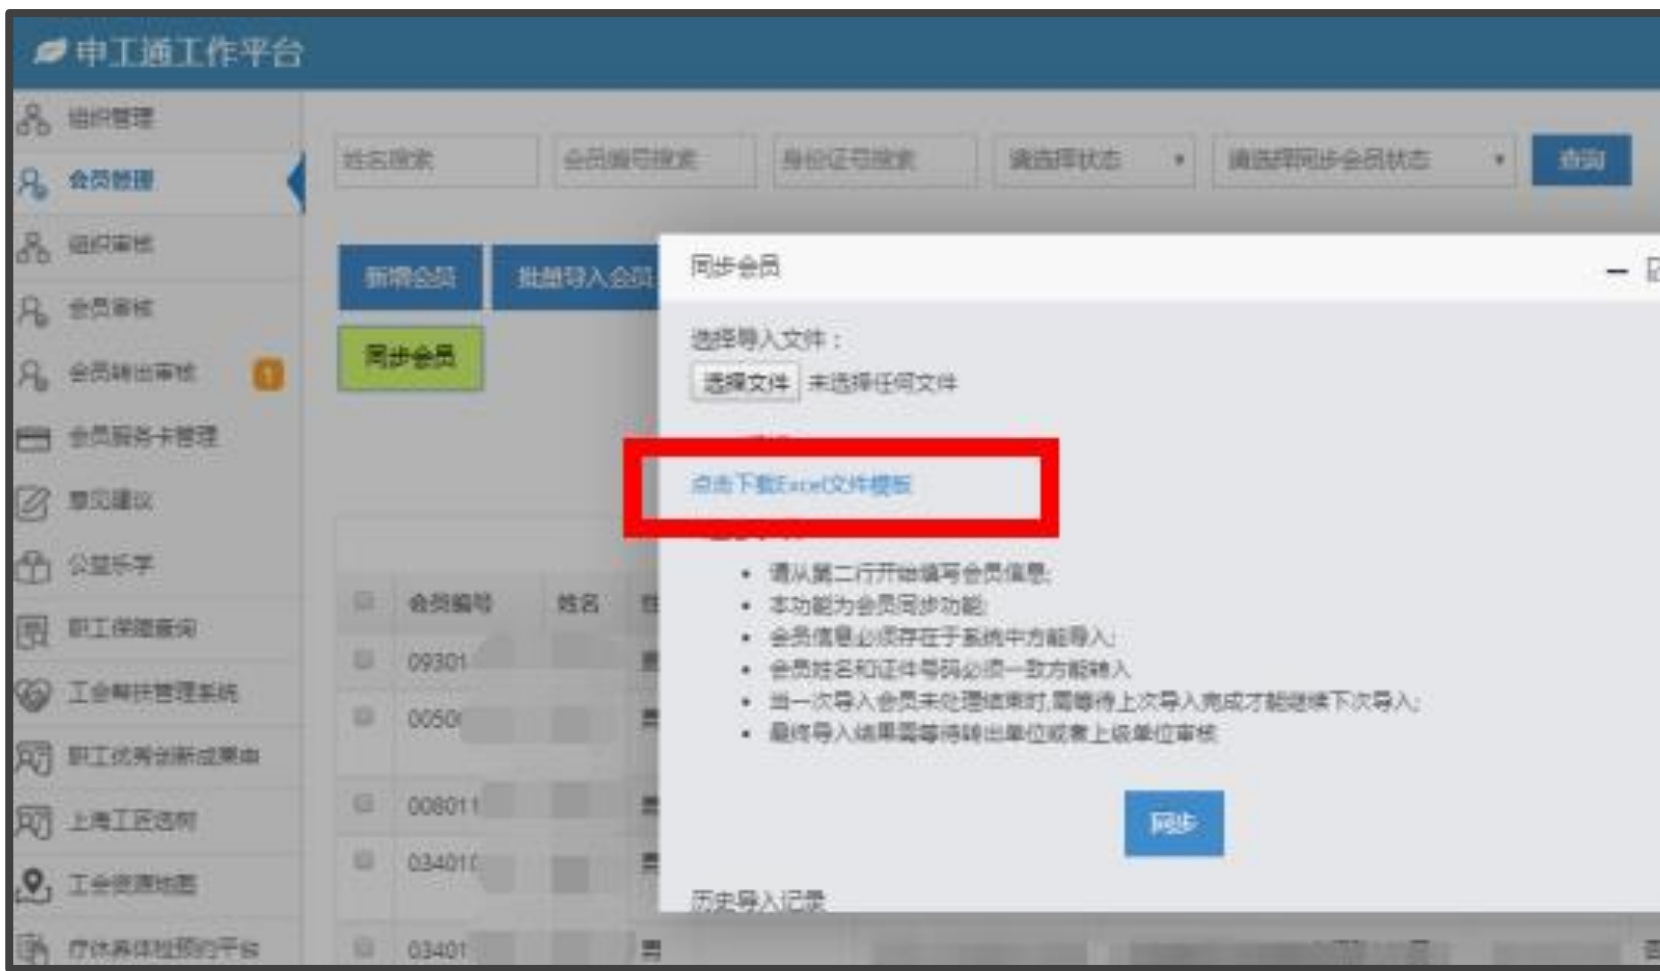 申工通工作平台
组织管理
会员管理
组织审核
会员审核
会员转出审核 1
会员服务卡管理
意见建议
公益乐学
职工保障查询
工会帮扶管理系统
职工优秀创新成果申
上海工匠选树
工会资源地图
疗休养体检预约平台
姓名搜索 会员编号搜索 身份证号搜索 请选择状态 请选择同步会员状态 查询
新增会员 批量导入会员
同步会员
会员编号 姓名
09301
0050
008011
03401
03401
同步会员
选择导入文件：
选择文件 未选择任何文件
点击下载Excel文件模版
• 请从第二行开始填写会员信息;
• 本功能为会员同步功能;
• 会员信息必须存在于系统中方能导入;
• 会员姓名和证件号码必须一致方能转入
• 当一次导入会员未处理结束时,需等待上次导入完成才能继续下次导入;
• 最终导入结果需等待转出单位或者上级单位审核
同步
历史导入记录